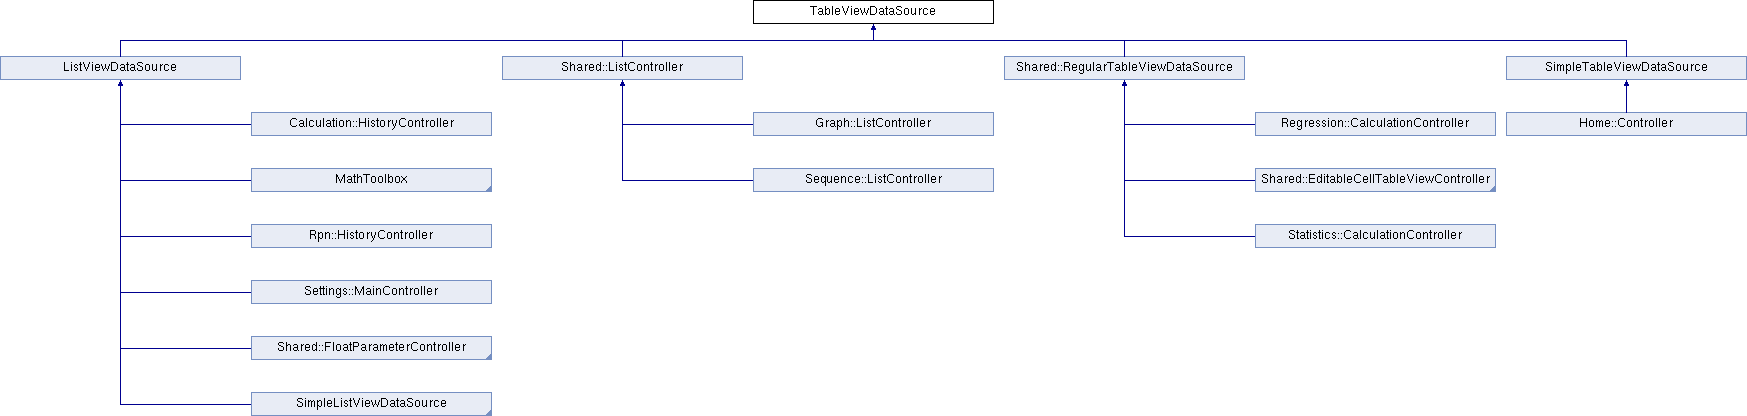 TableViewDataSource
ListViewDataSource
Shared::ListController
Shared::RegularTableViewDataSource
SimpleTableViewDataSource
Calculation::HistoryController
Graph::ListController
Regression::CalculationController
Home::Controller
MathToolbox
Sequence::ListController
Shared::EditableCellTableViewController
Rpn::HistoryController
Statistics::CalculationController
Settings::MainController
Shared::FloatParameterController
SimpleListViewDataSource